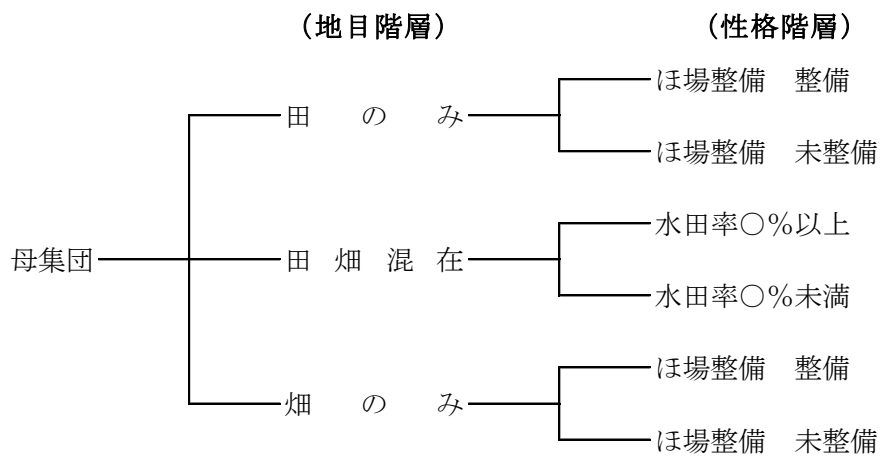 （地目階層） （性格階層）
ほ場整備　整備
田　の　み
ほ場整備　未整備
水田率○％以上
母集団
田 畑 混 在
水田率○％未満
ほ場整備　整備
畑　の　み
ほ場整備　未整備